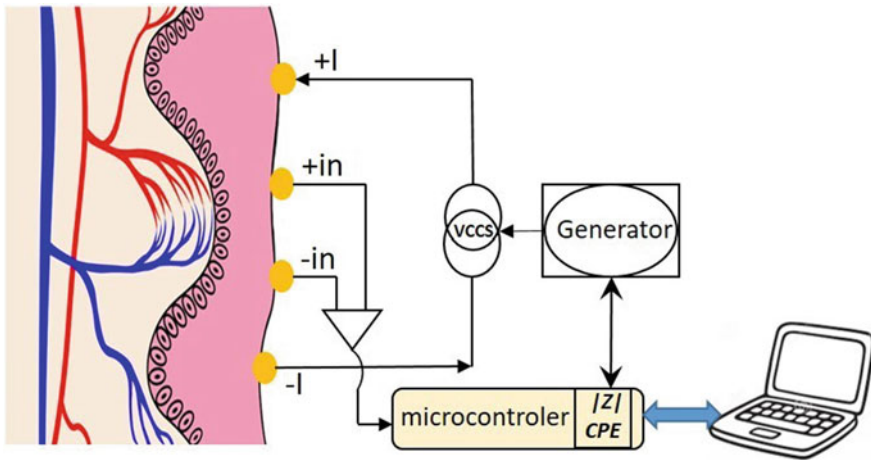 +I
+in
vccs
Generator
-in
-I
microcontroler
|Z|
CPE